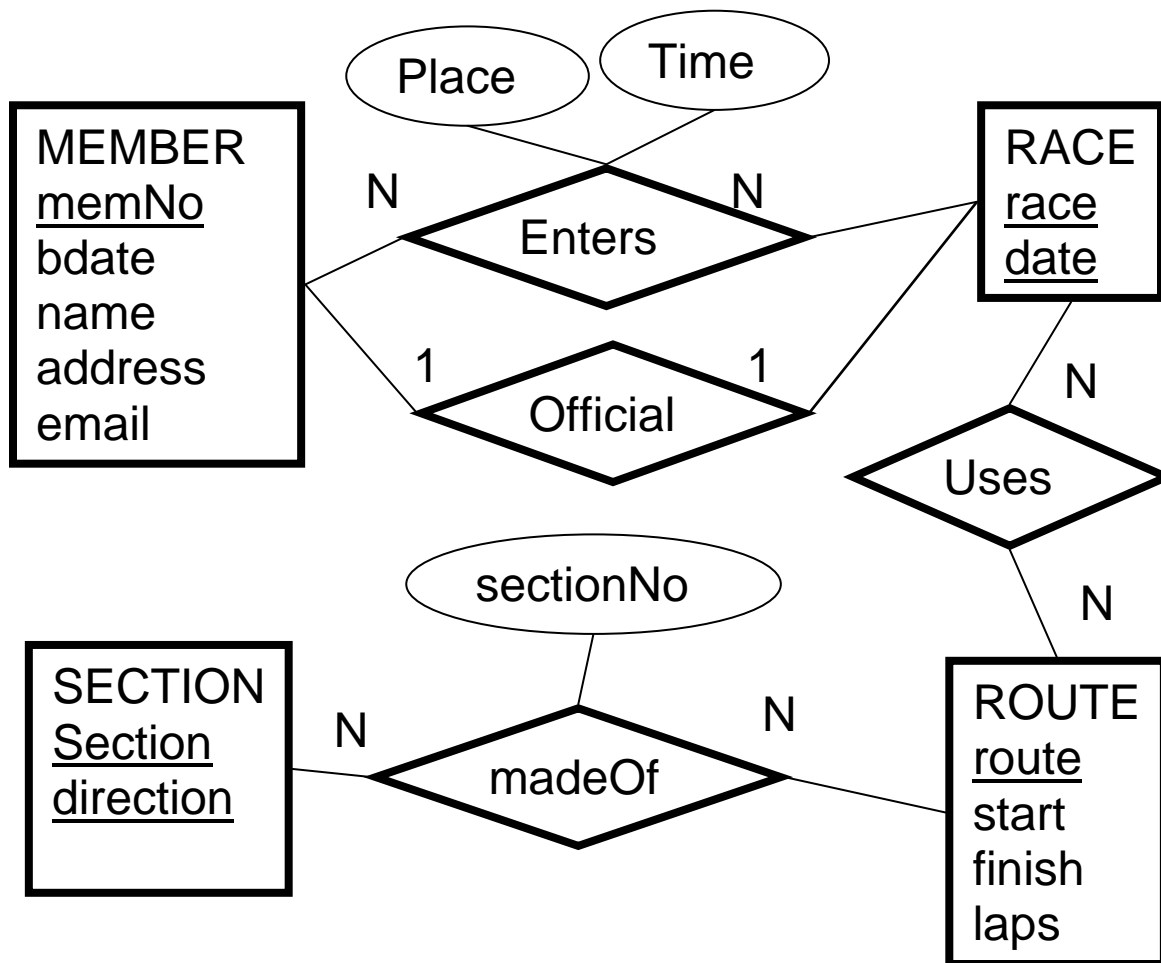 Place
Time
MEMBER
memNo
bdate
name
address
email
N
Enters
N
RACE
race
date
1
Official
1
N
Uses
N
sectionNo
SECTION
Section
direction
N
madeOf
N
ROUTE
route
start
finish
laps